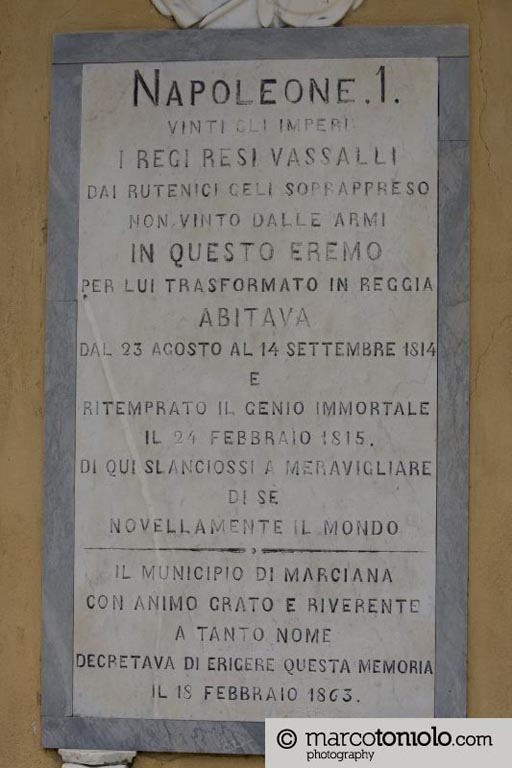 NAPOLEONE.1.
VINTI GLI IMPERI
I REGI RESI VASSALLI
DAI RUTENICI GELI SOPRAPPRESO
NON VINTO DALLE ARMI
IN QUESTO EREMO
PER LUI TRASFORMATO IN REGGIA
ABITAVA
DAL 23 AGOSTO AL 14 SETTEMBRE 1814
E
RITEMPRATO IL GENIO IMMORTALE
IL 24 FEBBRAIO 1815.
DI QUI SLANCIOSSI A MERAVIGLIARE
DI SÈ
NOVELLAMENTE IL MONDO
IL MUNICIPIO DI MARCIANA
CON ANIMO GRATO E RIVERENTE
A TANTO NOME
DECRETAVA DI ERIGERE QUESTA MEMORIA
IL 18 FEBBRAIO 1863.
© marcotoniolo.com
photography